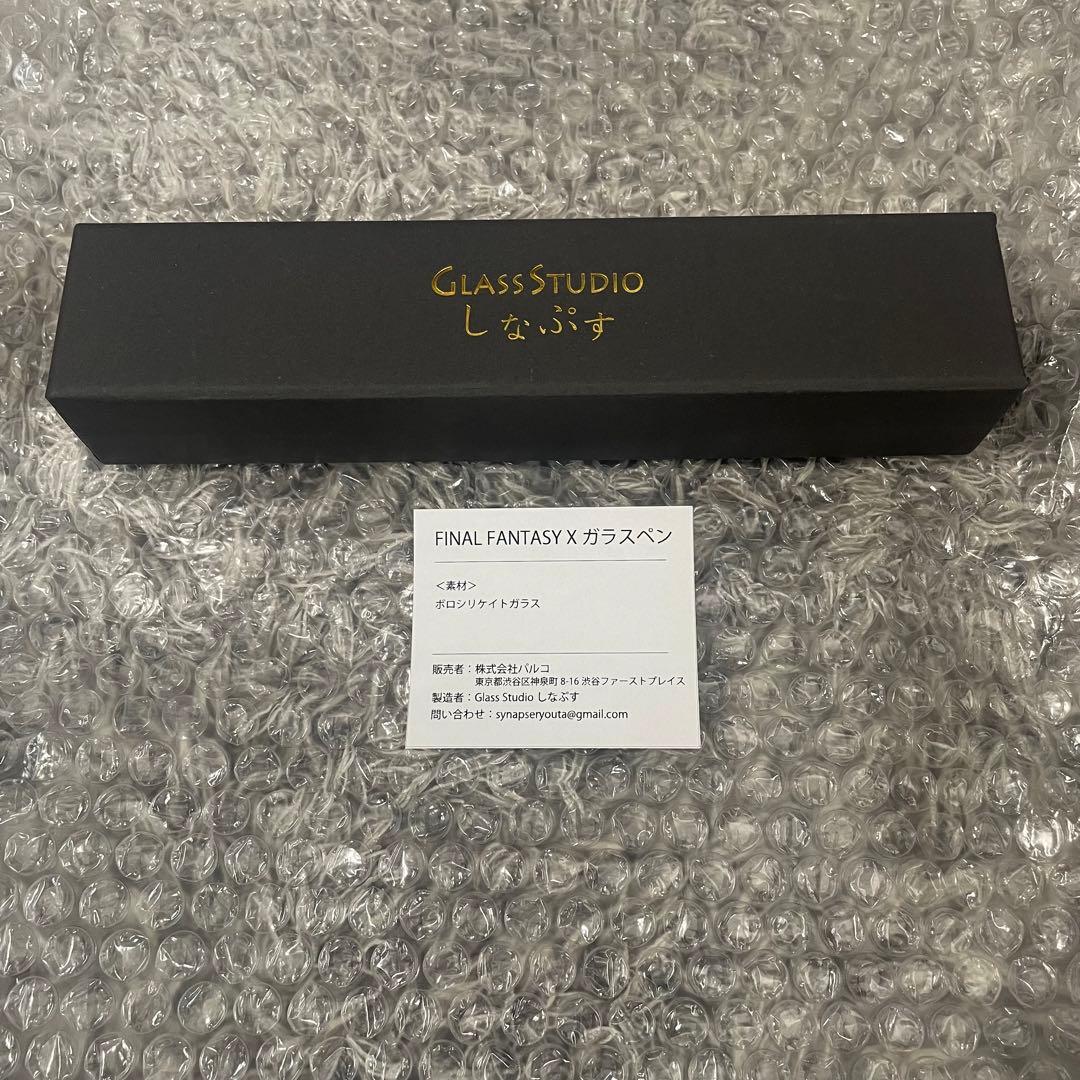 GLASS STUDIO
しなぷす
FINAL FANTASY X ガラスペン
＜素材＞
ボロシリケイトガラス
販売者：株式会社パルコ
東京都渋谷区神泉町 8-16 渋谷ファーストプレイス
製造者：Glass Studio しなぷす
問い合わせ：synapseryouta@gmail.com